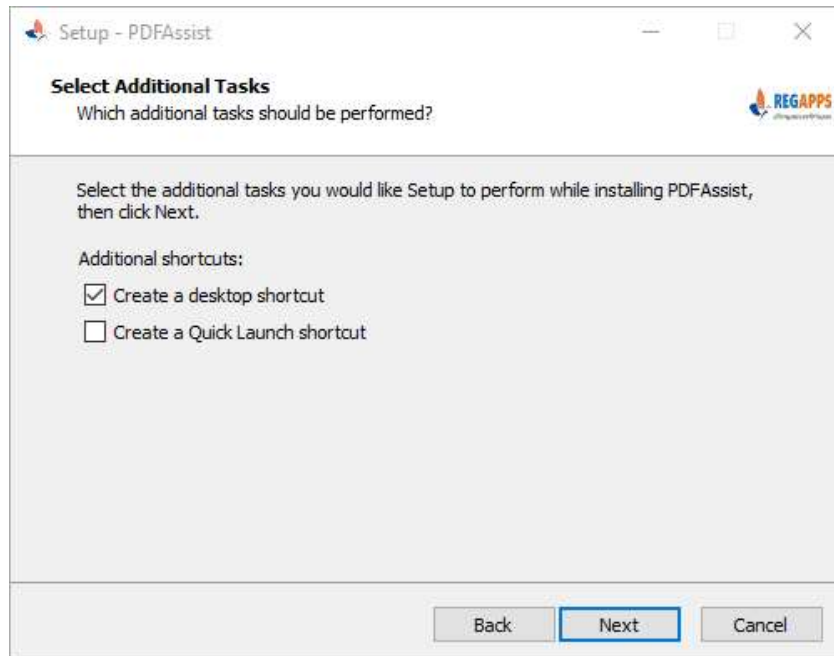 Setup - PDFAssist
Select Additional Tasks
Which additional tasks should be performed?
REGAPPS
Select the additional tasks you would like Setup to perform while installing PDFAssist,
then click Next.
Additional shortcuts:
Create a desktop shortcut
Create a Quick Launch shortcut
Back
Next
Cancel